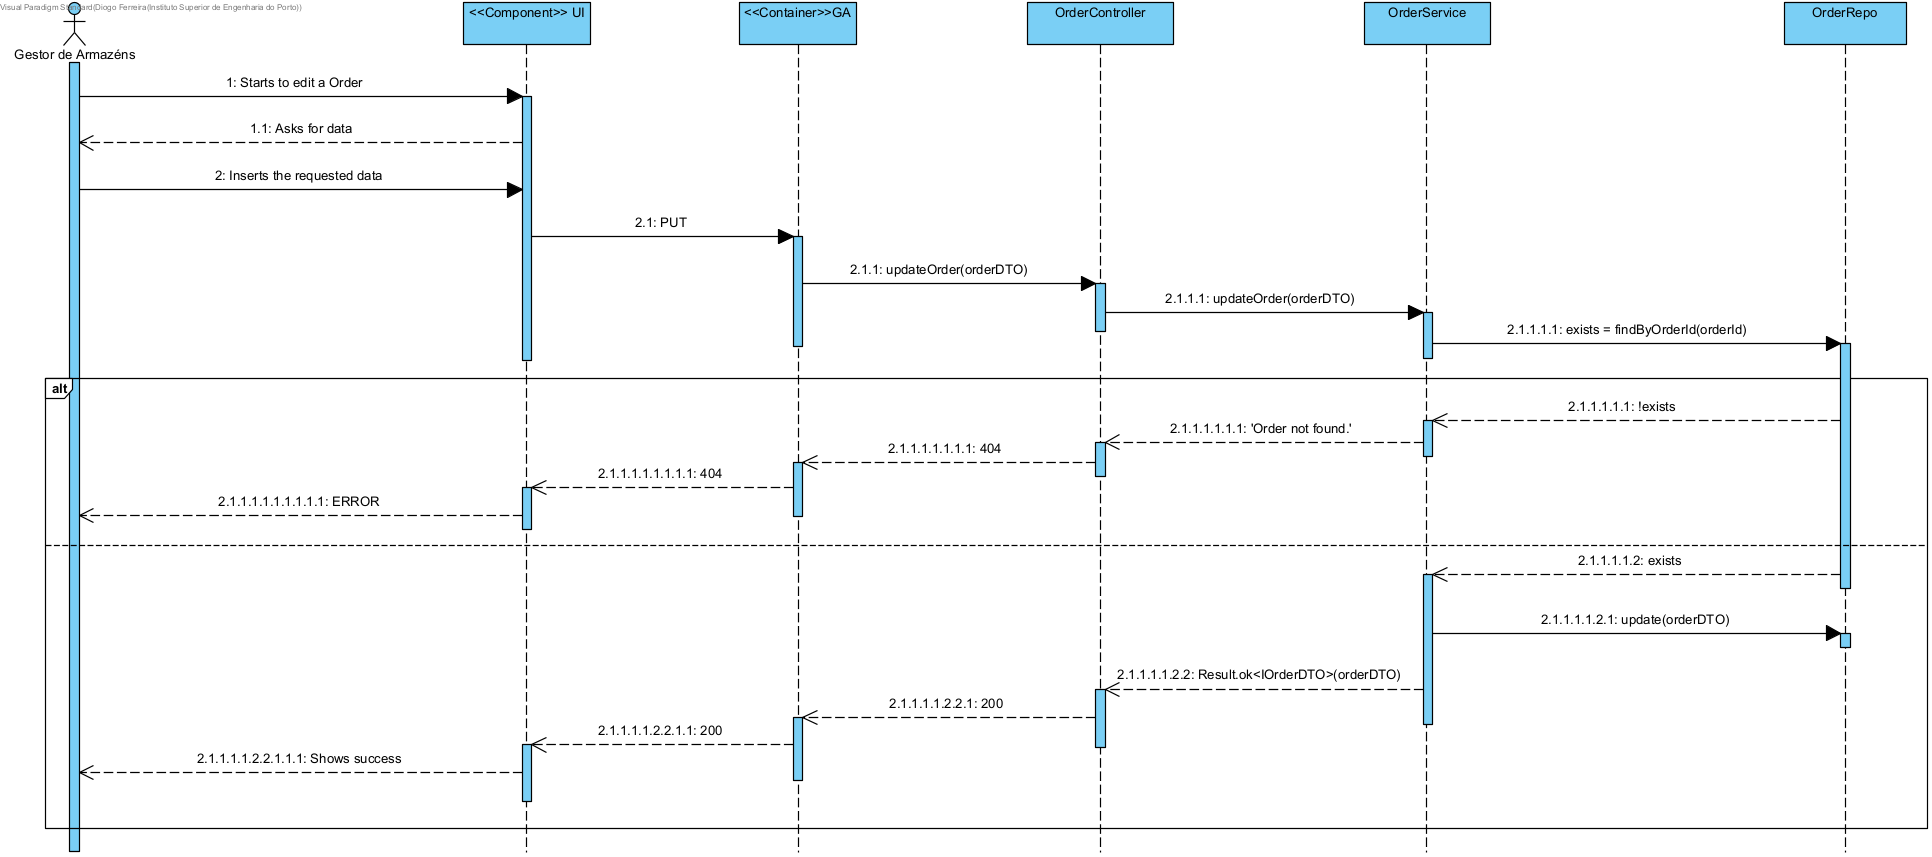 Visual Paradigm Standard(Diogo Ferreira(Instituto Superior de Engenharia do Porto))
Gestor de Armazéns
<<Component>> UI
<<Container>>GA
OrderController
OrderService
OrderRepo
1: Starts to edit a Order
1.1: Asks for data
2: Inserts the requested data
2.1: PUT
2.1.1: updateOrder(orderDTO)
2.1.1.1: updateOrder(orderDTO)
2.1.1.1.1: exists = findByOrderId(orderId)
alt
2.1.1.1.1.1: !exists
2.1.1.1.1.1.1: 'Order not found.'
2.1.1.1.1.1.1.1: 404
2.1.1.1.1.1.1.1.1: 404
2.1.1.1.1.1.1.1.1.1: ERROR
2.1.1.1.1.2: exists
2.1.1.1.1.2.1: update(orderDTO)
2.1.1.1.1.2.2: Result.ok<IOrderDTO>(orderDTO)
2.1.1.1.1.2.2.1: 200
2.1.1.1.1.2.2.1.1: 200
2.1.1.1.1.2.2.1.1.1: Shows success